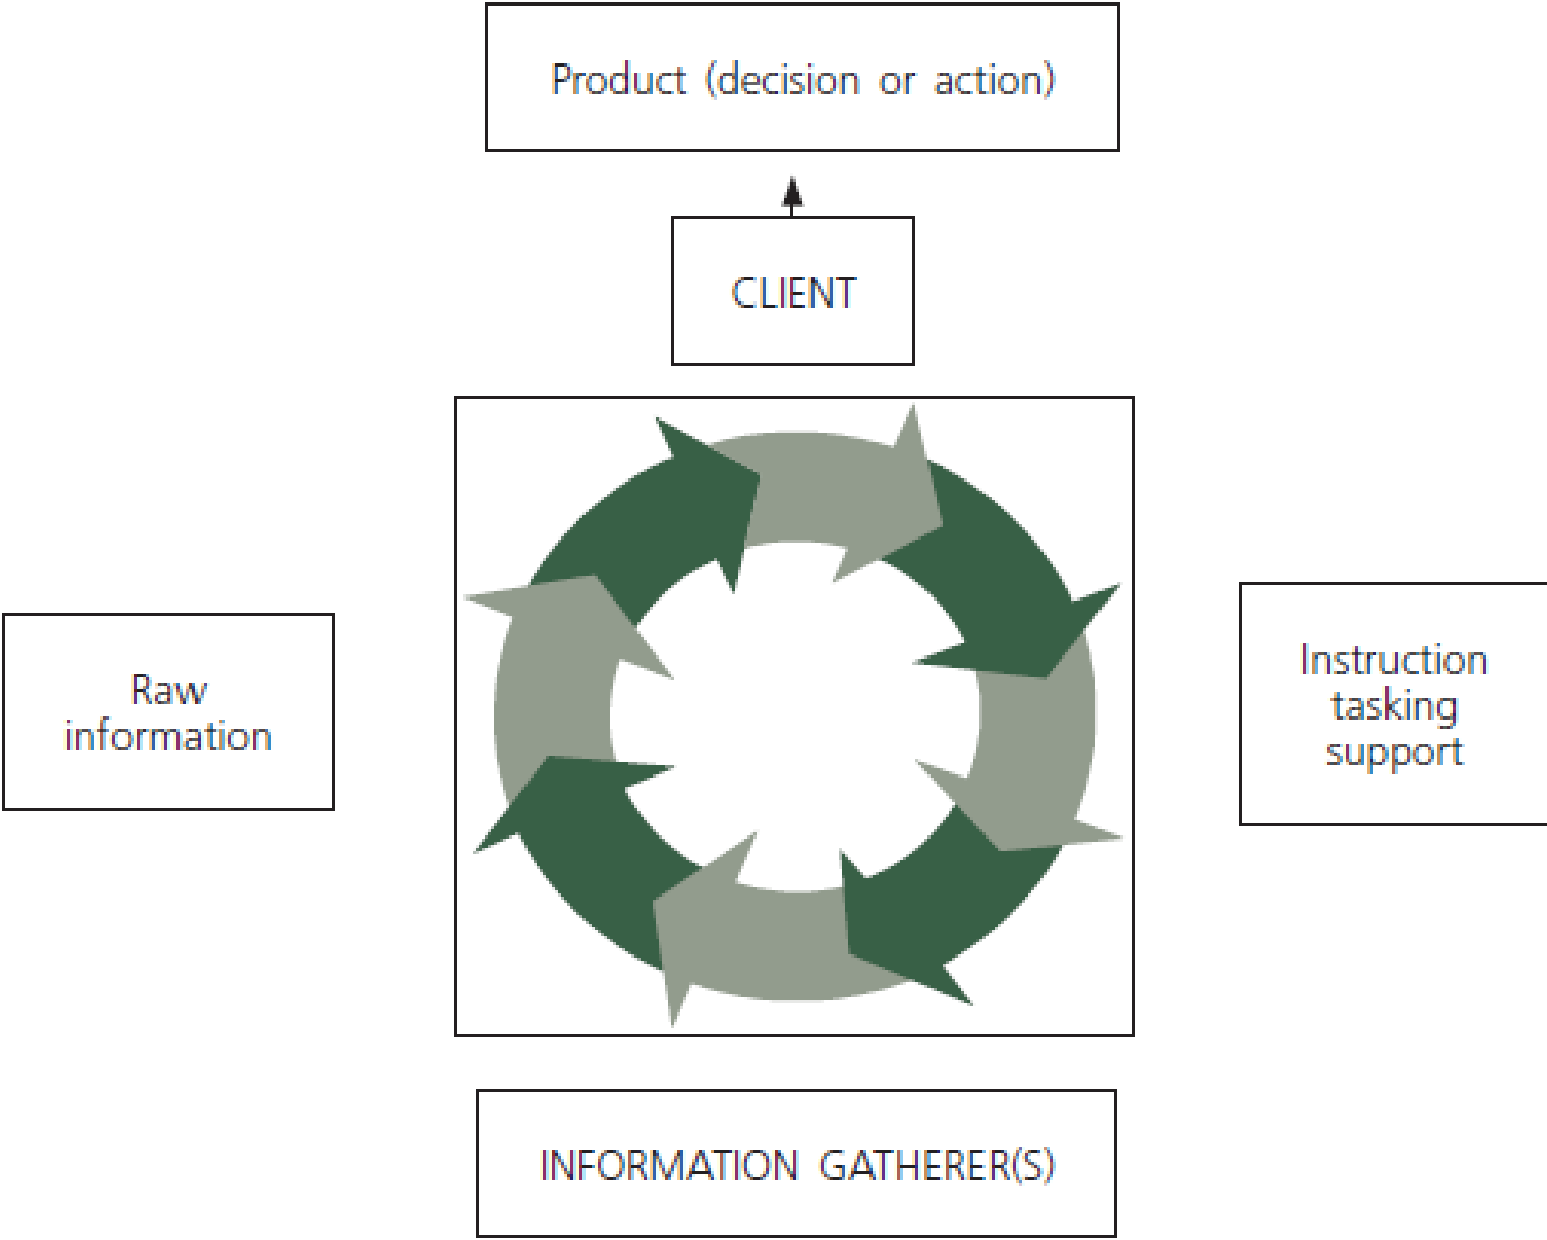 Product (decision or action)
CLIENT
Raw
information
Instruction
tasking
support
INFORMATION GATHERER(S)